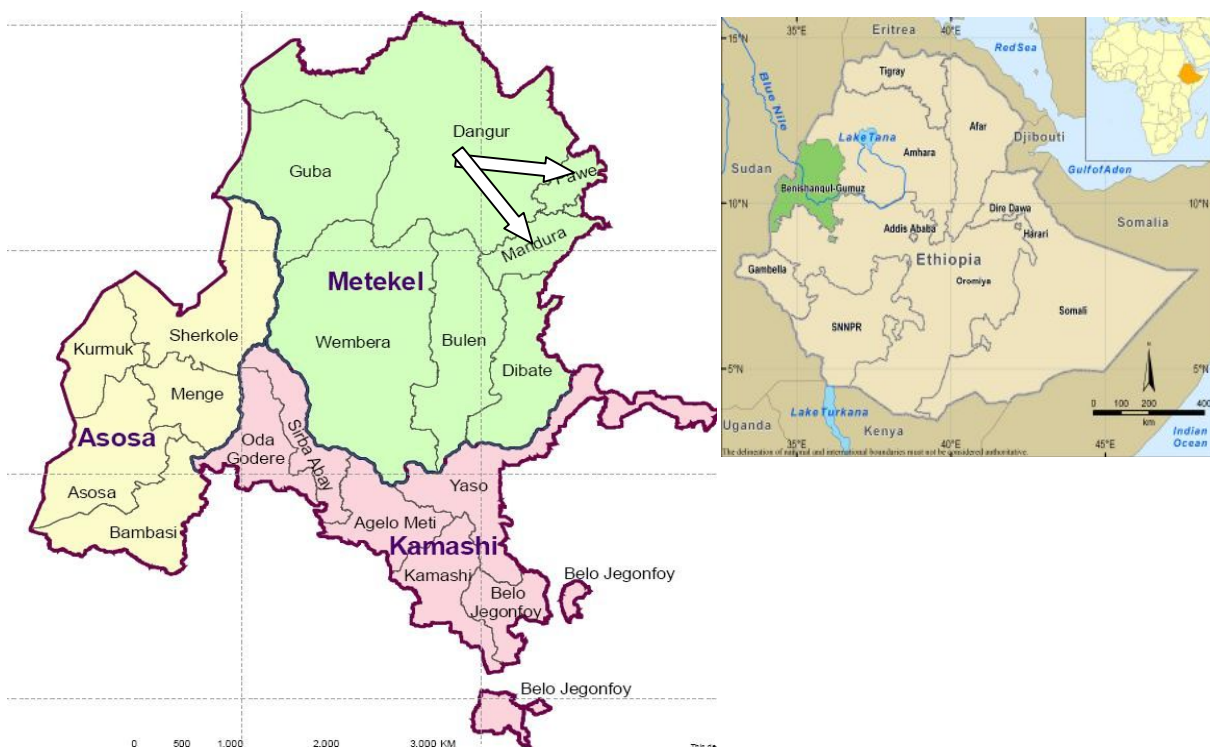 Dangur
Guba
Pawe
Mandura
Metekel
Sherkole
Kurmuk
Wembera
Bulen
Menge
Dibate
Asosa
Oda
Godere
Sirba Abay
Yaso
Asosa
Agelo Meti
Bambasi
Kamashi
Kamashi
Belo Jegonfoy
Belo
Jegonfoy
Belo Jegonfoy
0 500 1.000 2.000 3.000 KM
15°N
35°E
Eritrea
40°E
Red Sea
Tigray
Blue Nile
Afar
Lake Tana
Djibouti
Amhara
Gulf of Aden
Sudan
Benishangul-Gumuz
10°N
Dire Dawa
10°N
Somalia
Addis Ababa
Harari
Ethiopia
Gambella
Oromiya
Somali
SNNPR
N
5°N
5°N
0 100 200 400
km
Lake Turkana
Uganda
Kenya
Indian
Ocean
35°E
40°E
45°E
The delineation of national and international boundaries must not be considered authoritative.